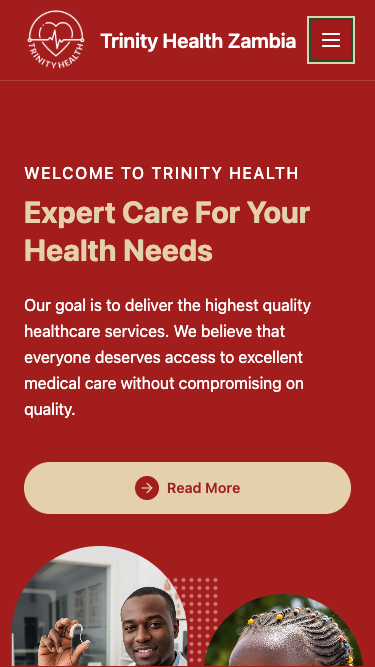 TRINITY HEALTH
Trinity Health Zambia
WELCOME TO TRINITY HEALTH
Expert Care For Your
Health Needs
Our goal is to deliver the highest quality
healthcare services. We believe that
everyone deserves access to excellent
medical care without compromising on
quality.
Read More